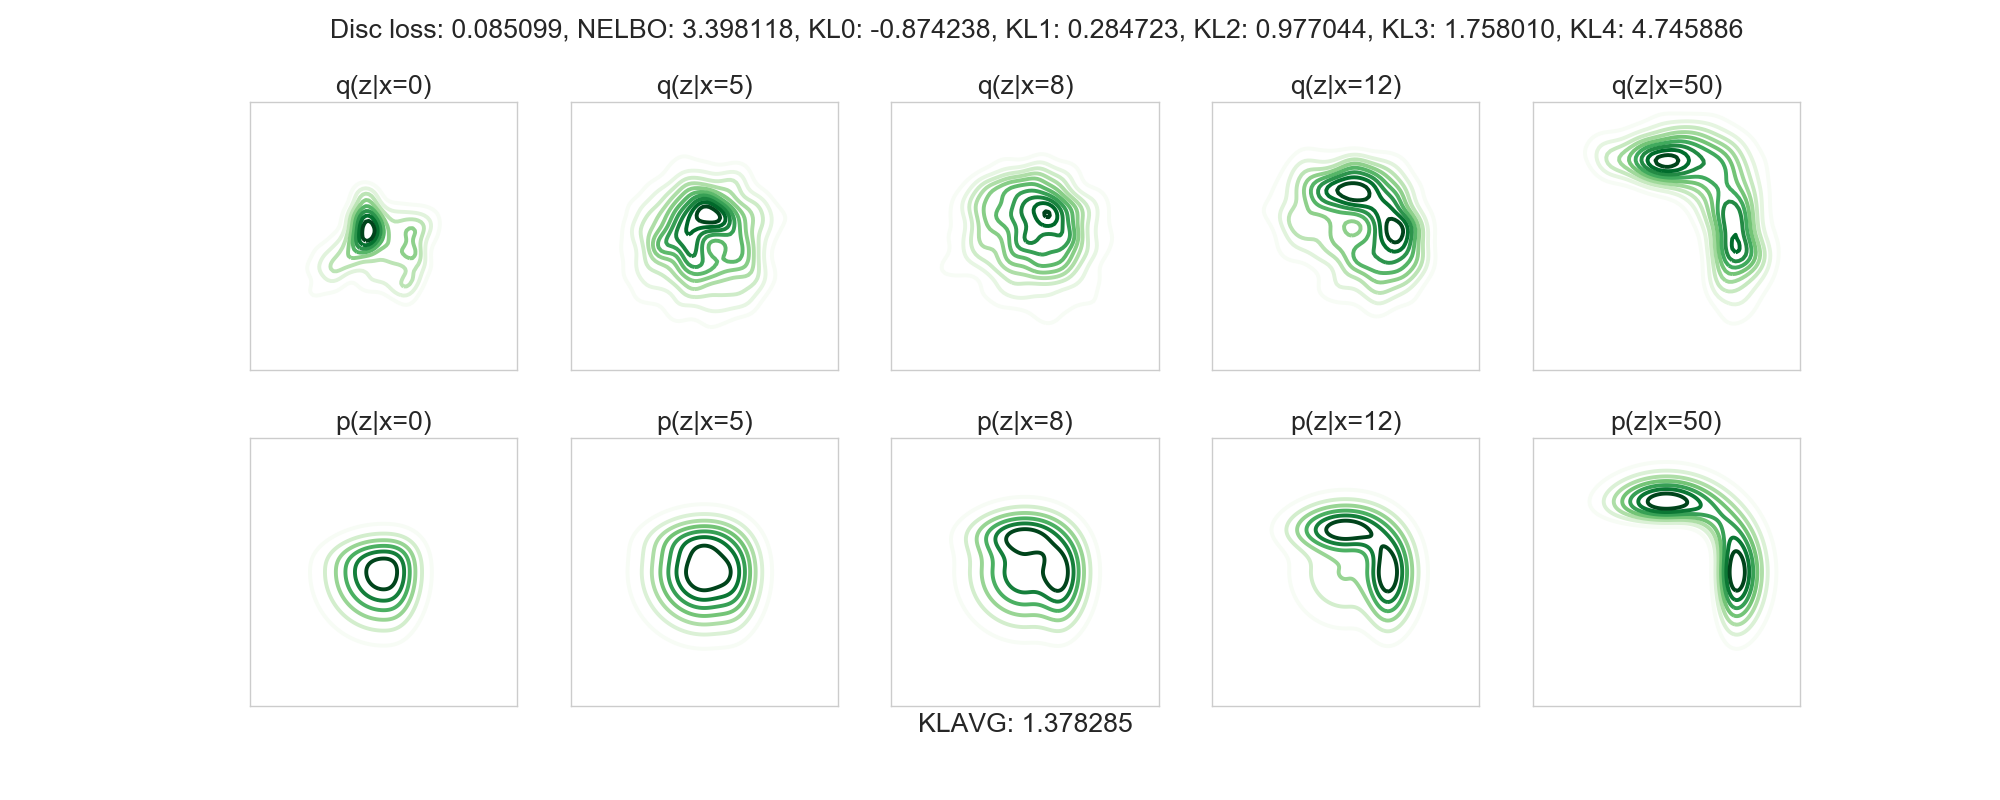 Disc loss: 0.085099, NELBO: 3.398118, KL0: -0.874238, KL1: 0.284723, KL2: 0.977044, KL3: 1.758010, KL4: 4.745886
q(z|x=0) q(z|x=5) q(z|x=8) q(z|x=12) q(z|x=50)
p(z|x=0) p(z|x=5) p(z|x=8) p(z|x=12) p(z|x=50)
KLAVG: 1.378285